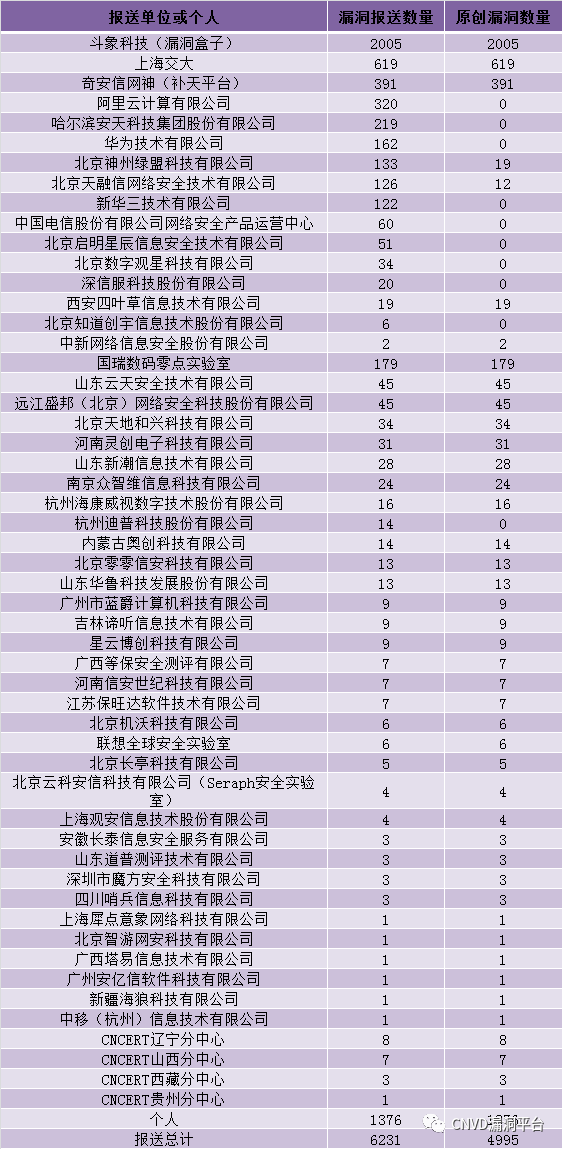 报送单位或个人 漏洞报送数量 原创漏洞数量
斗象科技（漏洞盒子） 2005 2005
上海交大 619 619
奇安信网神（补天平台） 391 391
阿里云计算有限公司 320 0
哈尔滨安天科技集团股份有限公司 219 0
华为技术有限公司 162 0
北京神州绿盟科技有限公司 133 19
北京天融信网络安全技术有限公司 126 12
新华三技术有限公司 122 0
中国电信股份有限公司网络安全产品运营中心 60 0
北京启明星辰信息安全技术有限公司 51 0
北京数字观星科技有限公司 34 0
深信服科技股份有限公司 20 0
西安四叶草信息技术有限公司 19 19
北京知道创宇信息技术股份有限公司 6 0
中新网络信息安全股份有限公司 2 2
国瑞数码零点实验室 179 179
山东云天安全技术有限公司 45 45
远江盛邦（北京）网络安全科技股份有限公司 45 45
北京天地和兴科技有限公司 34 34
河南灵创电子科技有限公司 31 31
山东新潮信息技术有限公司 28 28
南京众智维信息科技有限公司 24 24
杭州海康威视数字技术股份有限公司 16 16
杭州迪普科技股份有限公司 14 0
内蒙古奥创科技有限公司 14 14
北京零零信安科技有限公司 13 13
山东华鲁科技发展股份有限公司 13 13
广州市蓝爵计算机科技有限公司 9 9
吉林谛听信息技术有限公司 9 9
星云博创科技有限公司 9 9
广西等保安全测评有限公司 7 7
河南信安世纪科技有限公司 7 7
江苏保旺达软件技术有限公司 7 7
北京机沃科技有限公司 6 6
联想全球安全实验室 6 6
北京长亭科技有限公司 5 5
北京云科安信科技有限公司（Seraph安全实验
室） 4 4
上海观安信息技术股份有限公司 4 4
安徽长泰信息安全服务有限公司 3 3
山东道普测评技术有限公司 3 3
深圳市魔方安全科技有限公司 3 3
四川哨兵信息科技有限公司 3 3
上海犀点意象网络科技有限公司 1 1
北京智游网安科技有限公司 1 1
广西塔易信息技术有限公司 1 1
广州安亿信软件科技有限公司 1 1
新疆海狼科技有限公司 1 1
中移（杭州）信息技术有限公司 1 1
CNCERT辽宁分中心 8 8
CNCERT山西分中心 7 7
CNCERT西藏分中心 3 3
CNCERT贵州分中心 1 1
个人 1376 1376
CNVD漏洞平台
报送总计 6231 4995